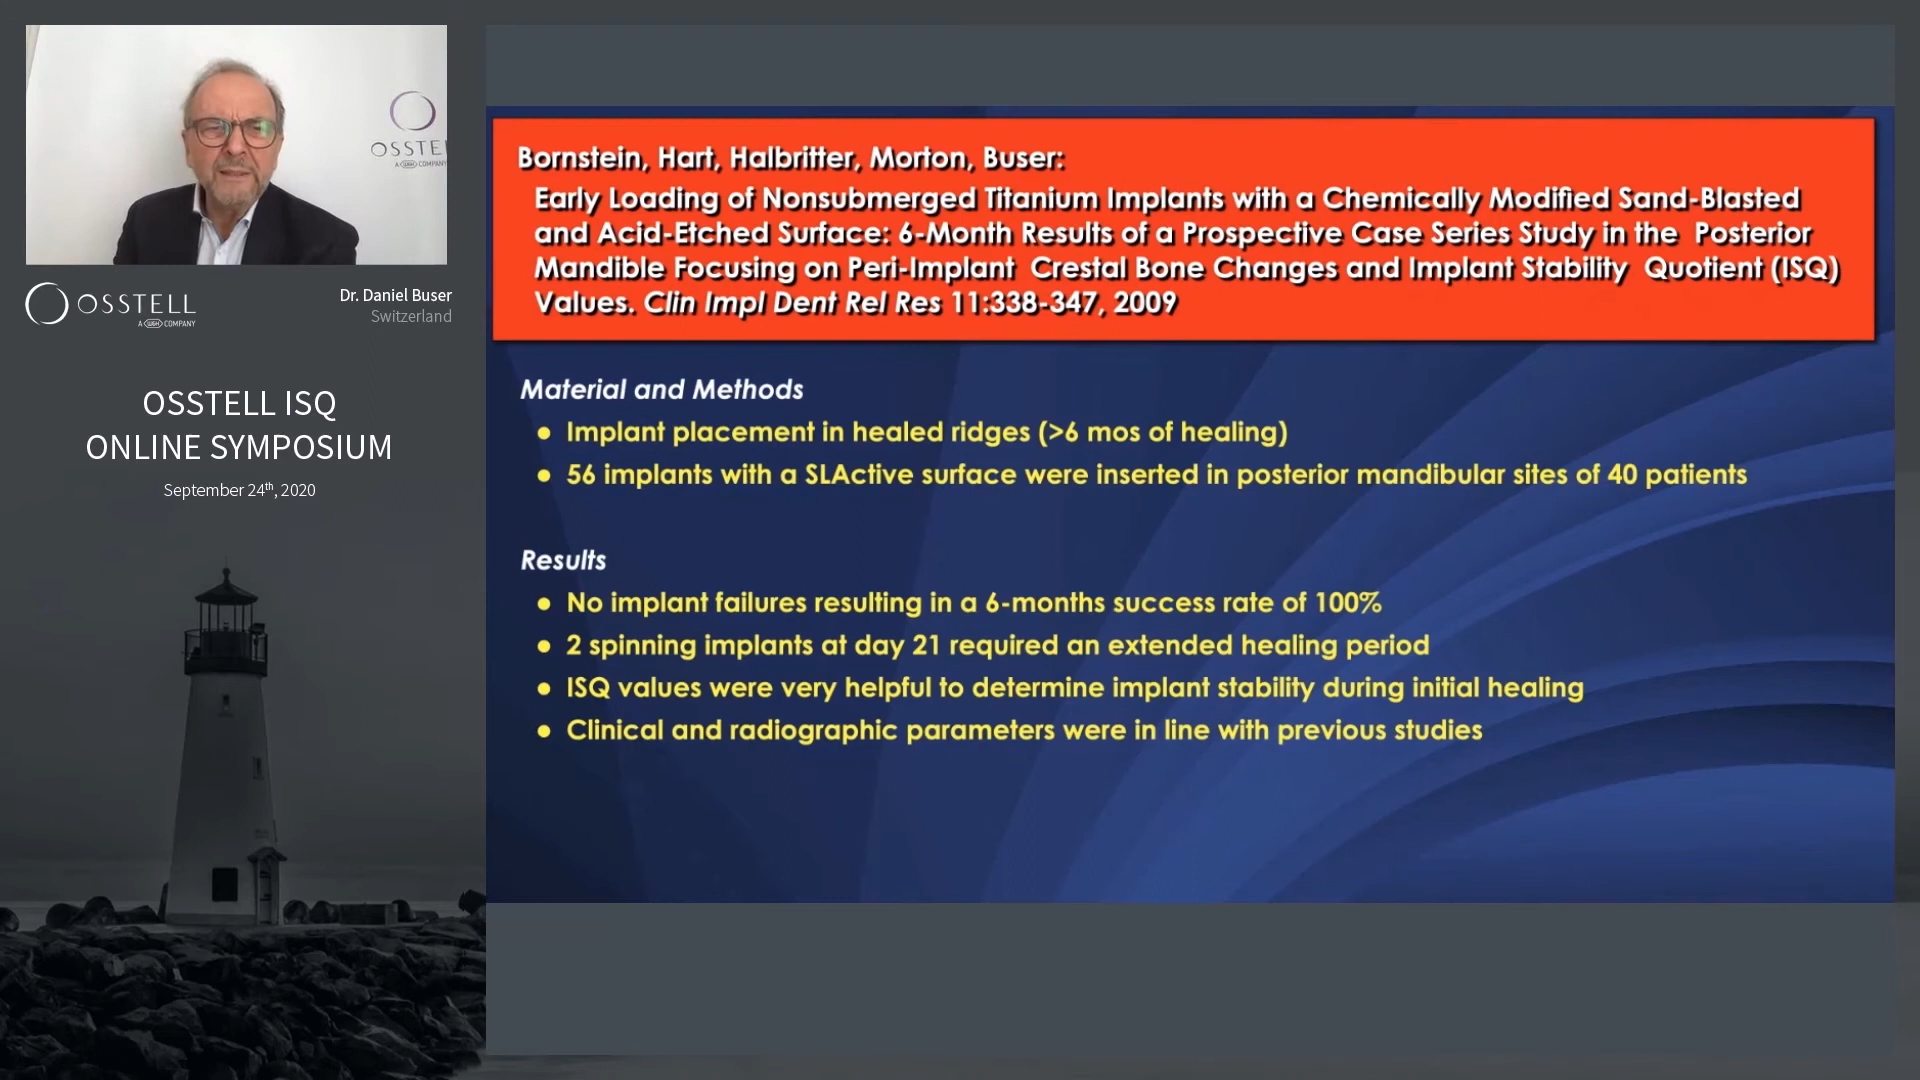 OSSTE
A W&H COMPANY
OSSTELL
A W&H COMPANY
Dr. Daniel Buser
Switzerland
OSSTELL ISQ
ONLINE SYMPOSIUM
September 24th, 2020
Bornstein, Hart, Halbritter, Morton, Buser:
Early Loading of Nonsubmerged Titanium Implants with a Chemically Modified Sand-Blasted
and Acid-Etched Surface: 6-Month Results of a Prospective Case Series Study in the Posterior
Mandible Focusing on Peri-Implant Crestal Bone Changes and Implant Stability Quotient (ISQ)
Values. Clin Impl Dent Rel Res 11:338-347, 2009
Material and Methods
● Implant placement in healed ridges (>6 mos of healing)
● 56 implants with a SLActive surface were inserted in posterior mandibular sites of 40 patients
Results
● No implant failures resulting in a 6-months success rate of 100%
● 2 spinning implants at day 21 required an extended healing period
● ISQ values were very helpful to determine implant stability during initial healing
● Clinical and radiographic parameters were in line with previous studies